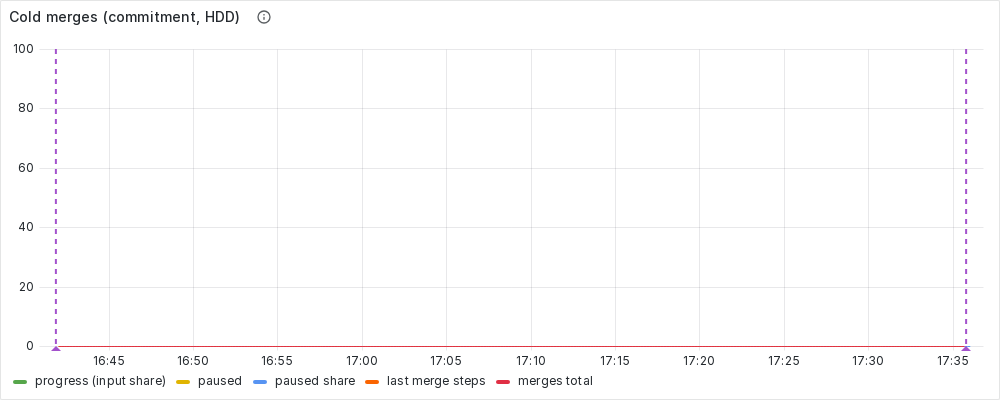 Cold merges (commitment, HDD)
100
80
60
40
20
0
16:45 16:50 16:55 17:00 17:05 17:10 17:15 17:20 17:25 17:30 17:35
progress (input share) paused paused share last merge steps merges total